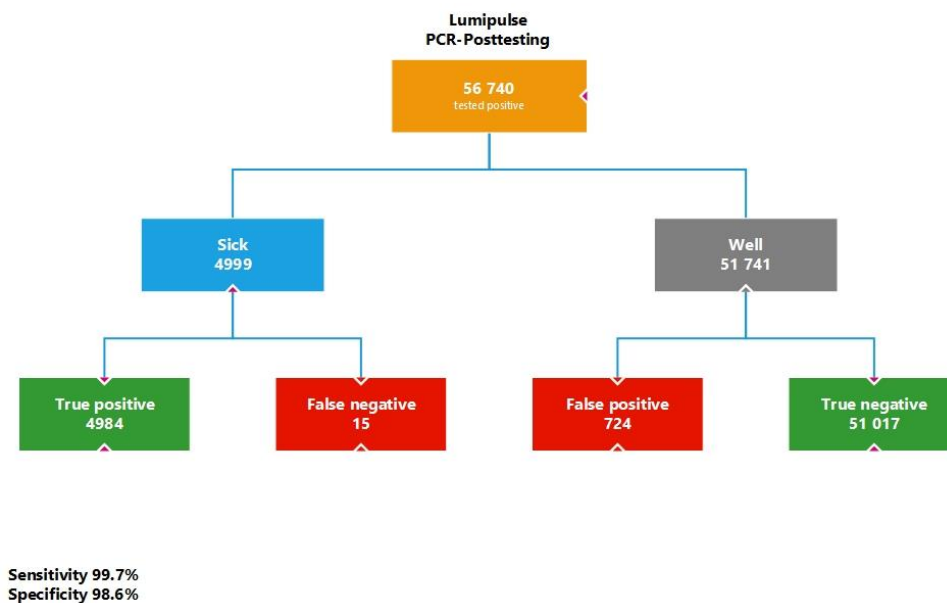 Lumipulse
PCR-Posttesting
56 740
tested positive
Sick
4999
Well
51 741
True positive
4984
False negative
15
False positive
724
True negative
51 017
Sensitivity 99.7%
Specificity 98.6%